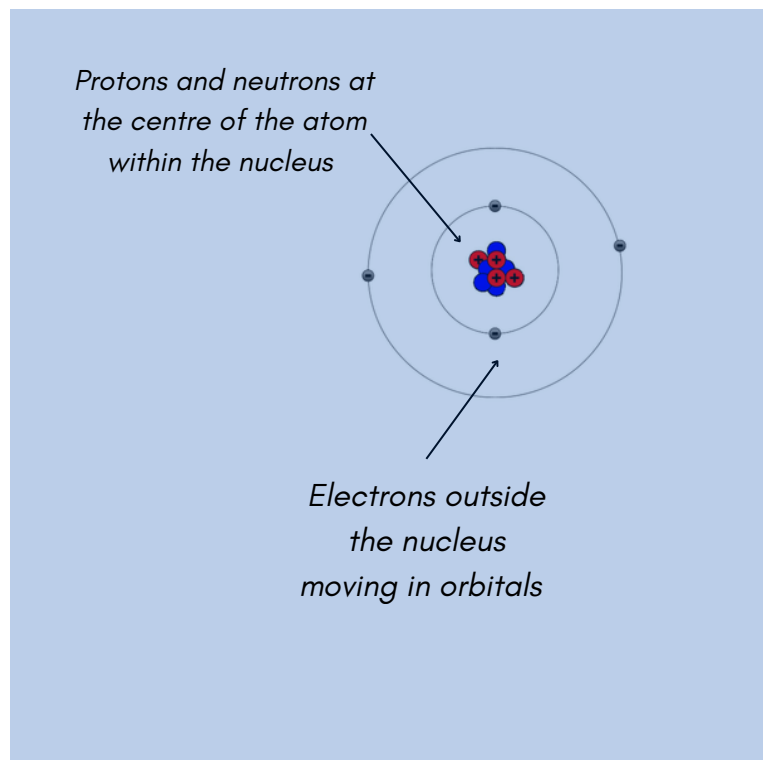 Protons and neutrons at
the centre of the atom
within the nucleus
-
-
-
+ +
+ +
-
Electrons outside
the nucleus
moving in orbitals